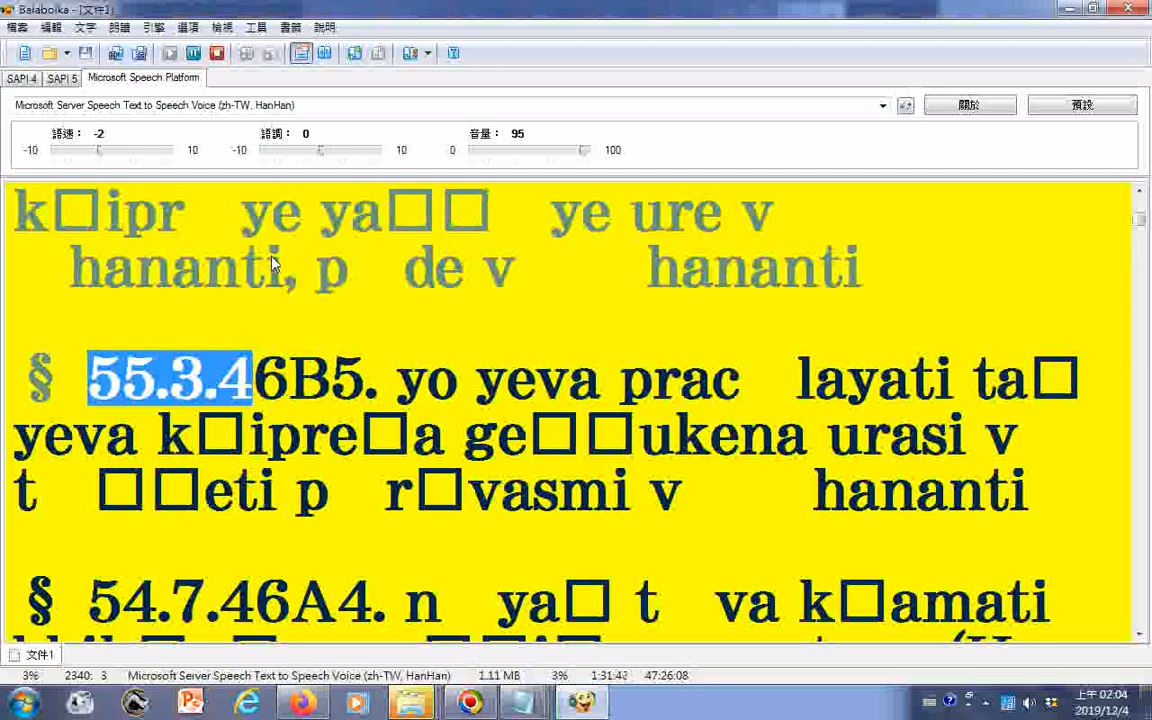 Balabolka - [文件1]
檔案 編輯 文字 朗讀 引擎 選項 檢視 工具 書籤 說明
SAPI 4 SAPI 5 Microsoft Speech Platform
Microsoft Server Speech Text to Speech Voice (zh-TW, HanHan) 關於 預設
語速： -2 語調： 0 音量： 95
-10 10 -10 10 0 100
k□ipr ye ya□□ ye ure v
hananti, p de v hananti
§ 55.3.46B5. yo yeva prac layati ta□
yeva k□ipre□a ge□□ukena urasi v
t □□eti p r□vasmi v hananti
§ 54.7.46A4. n ya□ t va k□amati
文件1
3% 2340: 3 Microsoft Server Speech Text to Speech Voice (zh-TW, HanHan) 1.11 MB 3% 1:31:43 47:26:08
上午 02:04
2019/12/4